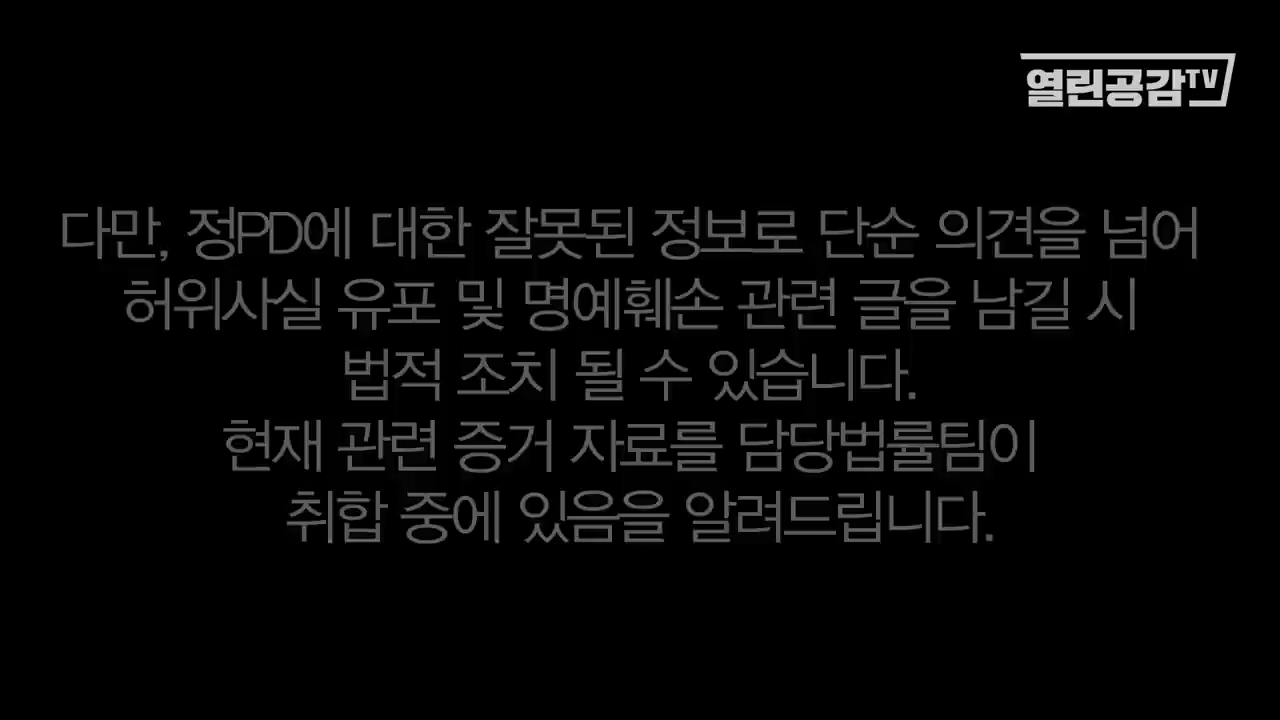 열린공감TV
다만, 정PD에 대한 잘못된 정보로 단순 의견을 넘어
허위사실 유포 및 명예훼손 관련 글을 남길 시
법적 조치 될 수 있습니다.
현재 관련 증거 자료를 담당법률팀이
취합 중에 있음을 알려드립니다.